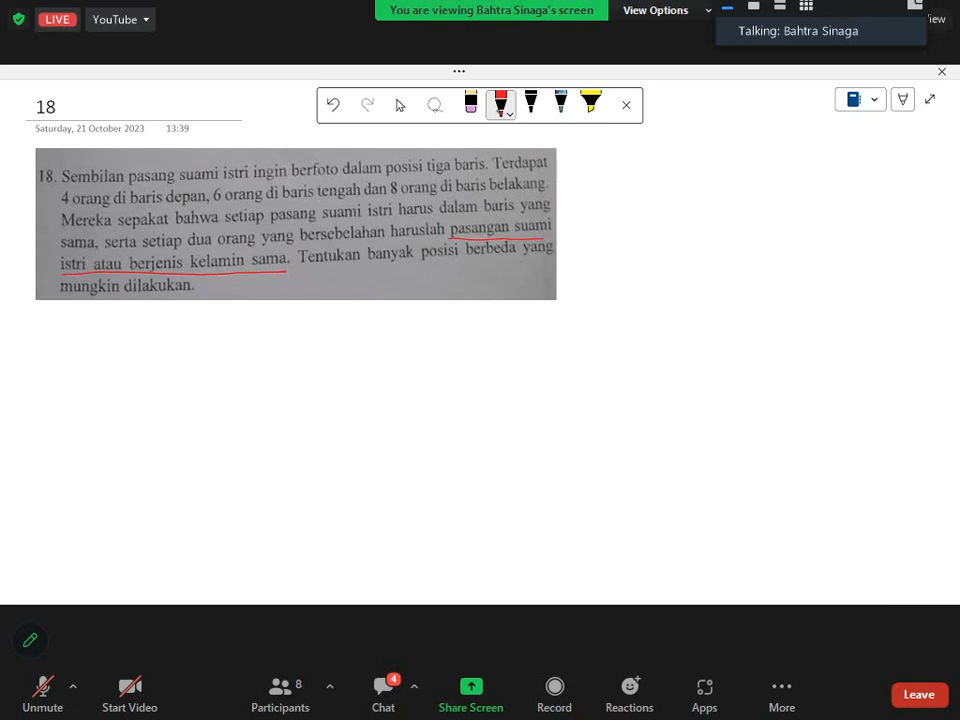 LIVE
YouTube
You are viewing Bahtra Sinaga's screen
View Options
iew
Talking: Bahtra Sinaga
18
Saturday, 21 October 2023 13:39
18. Sembilan pasang suami istri ingin berfoto dalam posisi tiga baris. Terdapat
4 orang di baris depan, 6 orang di baris tengah dan 8 orang di baris belakang.
Mereka sepakat bahwa setiap pasang suami istri harus dalam baris yang
sama, serta setiap dua orang yang bersebelahan haruslah pasangan suami
istri atau berjenis kelamin sama. Tentukan banyak posisi berbeda yang
mungkin dilakukan.
Unmute
Start Video
8
Participants
4
Chat
Share Screen
Record
Reactions
Apps
More
Leave